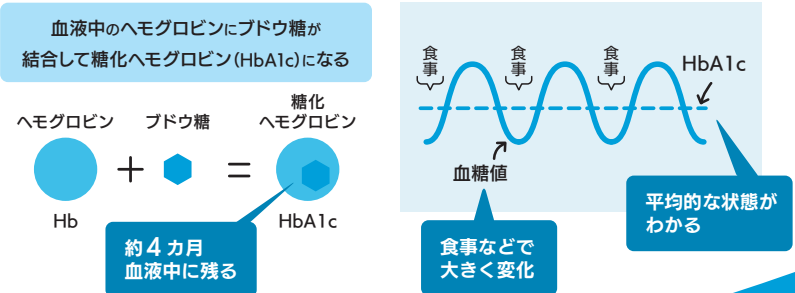 血液中のヘモグロビンにブドウ糖が
結合して糖化ヘモグロビン(HbA1c)になる
ヘモグロビン
ブドウ糖
糖化
ヘモグロビン
+
=
Hb
HbA1c
約4カ月
血液中に残る
食事
食事
食事
HbA1c
血糖値
食事などで
大きく変化
平均的な状態が
わかる